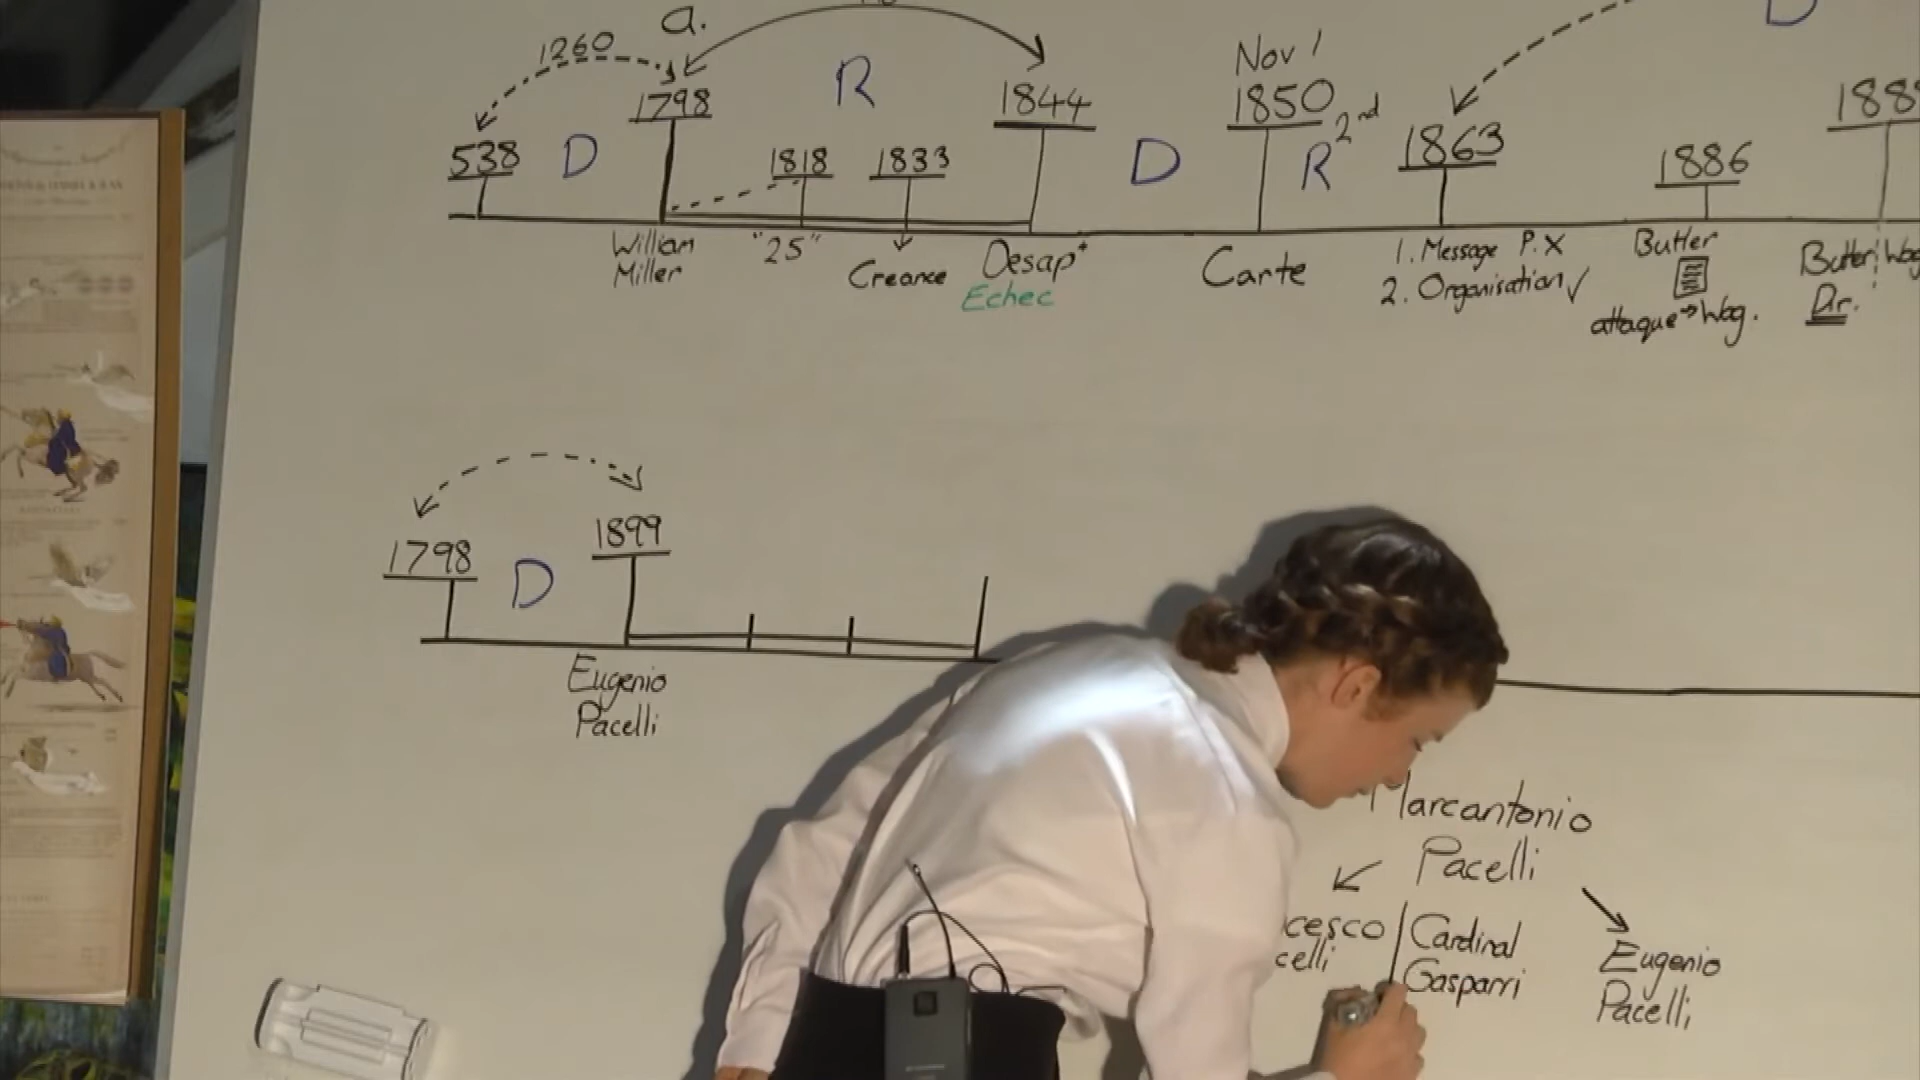 a.
1260
Nov 1
D
1798
R
1844
1850
2nd
1863
188
538
D
1818
1833
D
R
1886
William
Miller
"25"
Creance
Desap+
Echec
Carte
1. Message P. X
2. Organisation ✓
Butler
attaque → Wag.
Butler Wag
Dr.
1798
D
1899
Eugenio
Pacelli
Marcantonio
Pacelli
cesco
celli
Cardinal
Gasparri
Eugenio
Pacelli